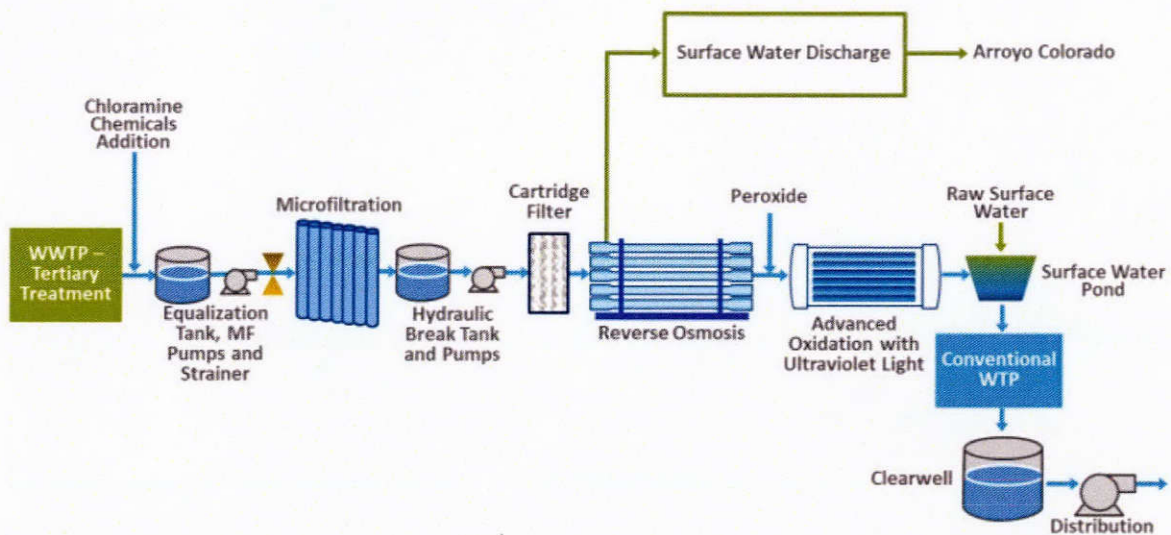 Surface Water Discharge
Arroyo Colorado
Chloramine
Chemicals
Addition
Microfiltration
Cartridge
Filter
Peroxide
Raw Surface
Water
WWTP –
Tertiary
Treatment
Surface Water
Pond
Equalization
Tank, MF
Pumps and
Strainer
Hydraulic
Break Tank
and Pumps
Reverse Osmosis
Advanced
Oxidation with
Ultraviolet Light
Conventional
WTP
Clearwell
Distribution